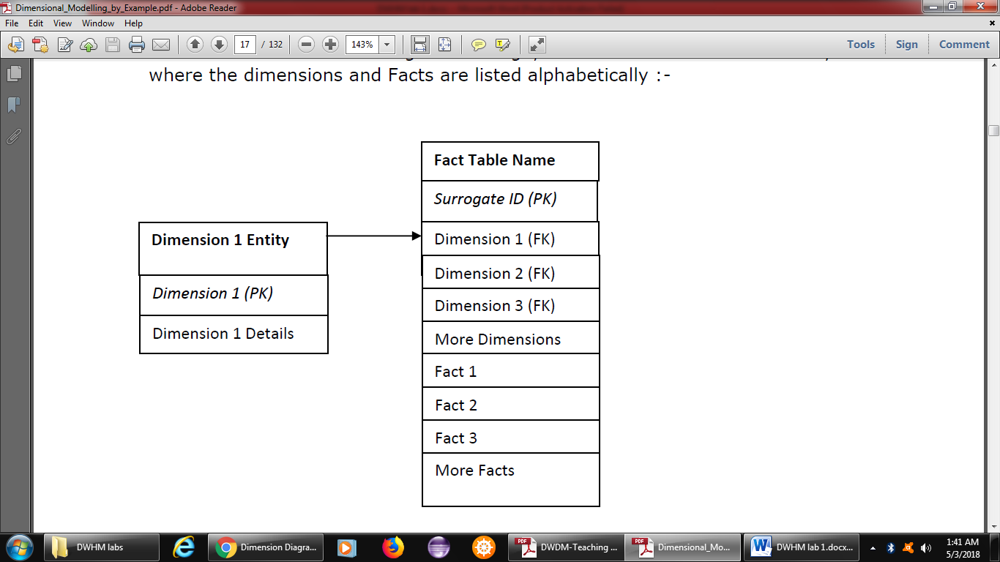 Dimensional_Modelling_by_Example.pdf - Adobe Reader
File Edit View Window Help
17 / 132 143% Tools Sign Comment
where the dimensions and Facts are listed alphabetically :-
Fact Table Name
Surrogate ID (PK)
Dimension 1 Entity
Dimension 1 (PK)
Dimension 1 Details
Dimension 1 (FK)
Dimension 2 (FK)
Dimension 3 (FK)
More Dimensions
Fact 1
Fact 2
Fact 3
More Facts
DWHM labs
Dimension Diagra...
DWDM-Teaching ...
Dimensional_Mo...
DWHM lab 1.docx...
1:41 AM
5/3/2018